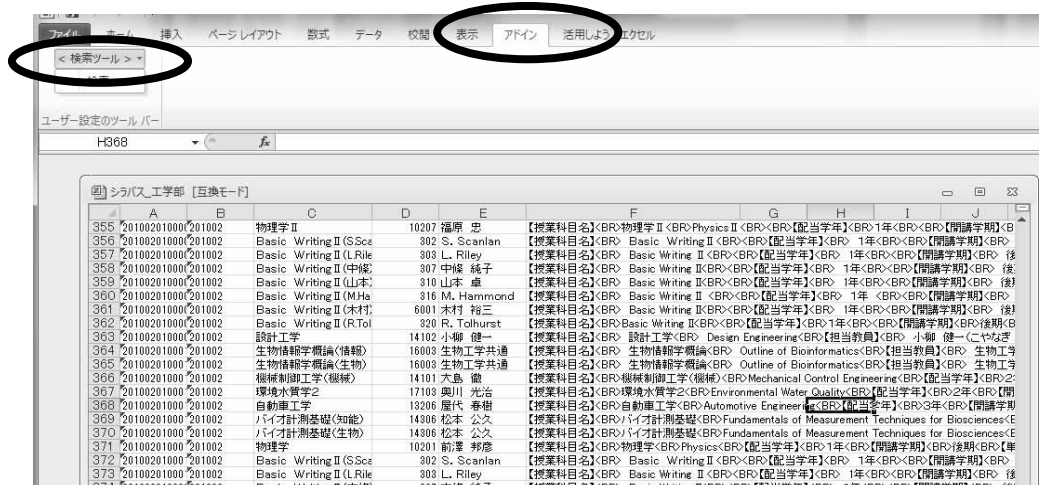 ファイル ホーム 挿入 ページレイアウト 数式 データ 校閲 表示 アドイン 活用しよう エクセル
< 検索ツール >
ユーザー設定のツール バー
H368 fx
シラバス_工学部 [互換モード]
A B C D E F G H I J
355 201002010000 201002 物理学Ⅱ 10207 福原 忠 【授業科目名】<BR>物理学Ⅱ<BR>PhysicsⅡ<BR><BR>【配当学年】<BR>1年<BR><BR>【開講学期】<B
356 201002010000 201002 Basic WritingⅡ(S.Sca 302 S. Scanlan 【授業科目名】<BR> Basic WritingⅡ<BR><BR>【配当学年】<BR> 1年<BR><BR>【開講学期】<BR>
357 201002010000 201002 Basic WritingⅡ(L.Rile 303 L. Riley 【授業科目名】<BR> Basic Writing Ⅱ<BR><BR>【配当学年】<BR> 1年<BR><BR>【開講学期】<BR> 後
358 201002010000 201002 Basic WritingⅡ(中條 307 中條 純子 【授業科目名】<BR> Basic Writing Ⅱ<BR><BR>【配当学年】<BR> 1年<BR><BR>【開講学期】<BR> 後
359 201002010000 201002 Basic WritingⅡ(山本 310 山本 卓 【授業科目名】<BR> Basic Writing Ⅱ<BR><BR>【配当学年】<BR> 1年<BR><BR>【開講学期】<BR> 後
360 201002010000 201002 Basic WritingⅡ(M.Ha 316 M. Hammond 【授業科目名】<BR> Basic Writing Ⅱ <BR><BR>【配当学年】<BR> 1年 <BR><BR>【開講学期】<BR>
361 201002010000 201002 Basic WritingⅡ(木村 6001 木村 裕三 【授業科目名】<BR> Basic Writing Ⅱ<BR><BR>【配当学年】<BR> 1年<BR><BR>【開講学期】<BR> 後
362 201002010000 201002 Basic WritingⅡ(R.Tol 320 R. Tolhurst 【授業科目名】<BR>Basic Writing Ⅱ<BR><BR>【配当学年】<BR>1年<BR><BR>【開講学期】<BR>後期<B
363 20100201000 201002 設計工学 14102 小柳 健一 【授業科目名】<BR> 設計工学<BR> Design Engineering<BR>【担当教員】<BR> 小柳 健一(こやなぎ
364 20100201000 201002 生物情報学概論(情報) 16003 生物工学共通 【授業科目名】<BR> 生物情報学概論<BR> Outline of Bioinformatics<BR>【担当教員】<BR> 生物工学
365 20100201000 201002 生物情報学概論(生物) 16003 生物工学共通 【授業科目名】<BR> 生物情報学概論<BR> Outline of Bioinformatics<BR>【担当教員】<BR> 生物工学
366 20100201000 201002 機械制御工学(機械) 14101 大島 徹 【授業科目名】<BR>機械制御工学(機械)<BR>Mechanical Control Engineering<BR>【配当学年】<BR>2
367 20100201000 201002 環境水質学2 17103 奥川 光治 【授業科目名】<BR>環境水質学2<BR>Environmental Water Quality<BR>【配当学年】<BR>2年<BR>【開
368 20100201000 201002 自動車工学 13206 屋代 春樹 【授業科目名】<BR>自動車工学<BR>Automotive Engineering<BR>【配当学年】<BR>3年<BR>【開講学期
369 20100201000 201002 バイオ計測基礎(知能) 14306 松本 公久 【授業科目名】<BR>バイオ計測基礎<BR>Fundamentals of Measurement Techniques for Biosciences<B
370 20100201000 201002 バイオ計測基礎(生物) 14306 松本 公久 【授業科目名】<BR>バイオ計測基礎<BR>Fundamentals of Measurement Techniques for Biosciences<B
371 20100201000 201002 物理学 10201 前澤 邦彦 【授業科目名】<BR>物理学<BR>Physics<BR>【配当学年】<BR>1年<BR>【開講学期】<BR>後期<BR>【単
372 20100201000 201002 Basic WritingⅡ(S.Sca 302 S. Scanlan 【授業科目名】<BR> Basic WritingⅡ<BR><BR>【配当学年】<BR> 1年<BR><BR>【開講学期】<BR>
373 20100201000 201002 Basic WritingⅡ(L.Rile 303 L. Riley 【授業科目名】<BR> Basic Writing Ⅱ<BR><BR>【配当学年】<BR> 1年<BR><BR>【開講学期】<BR> 後